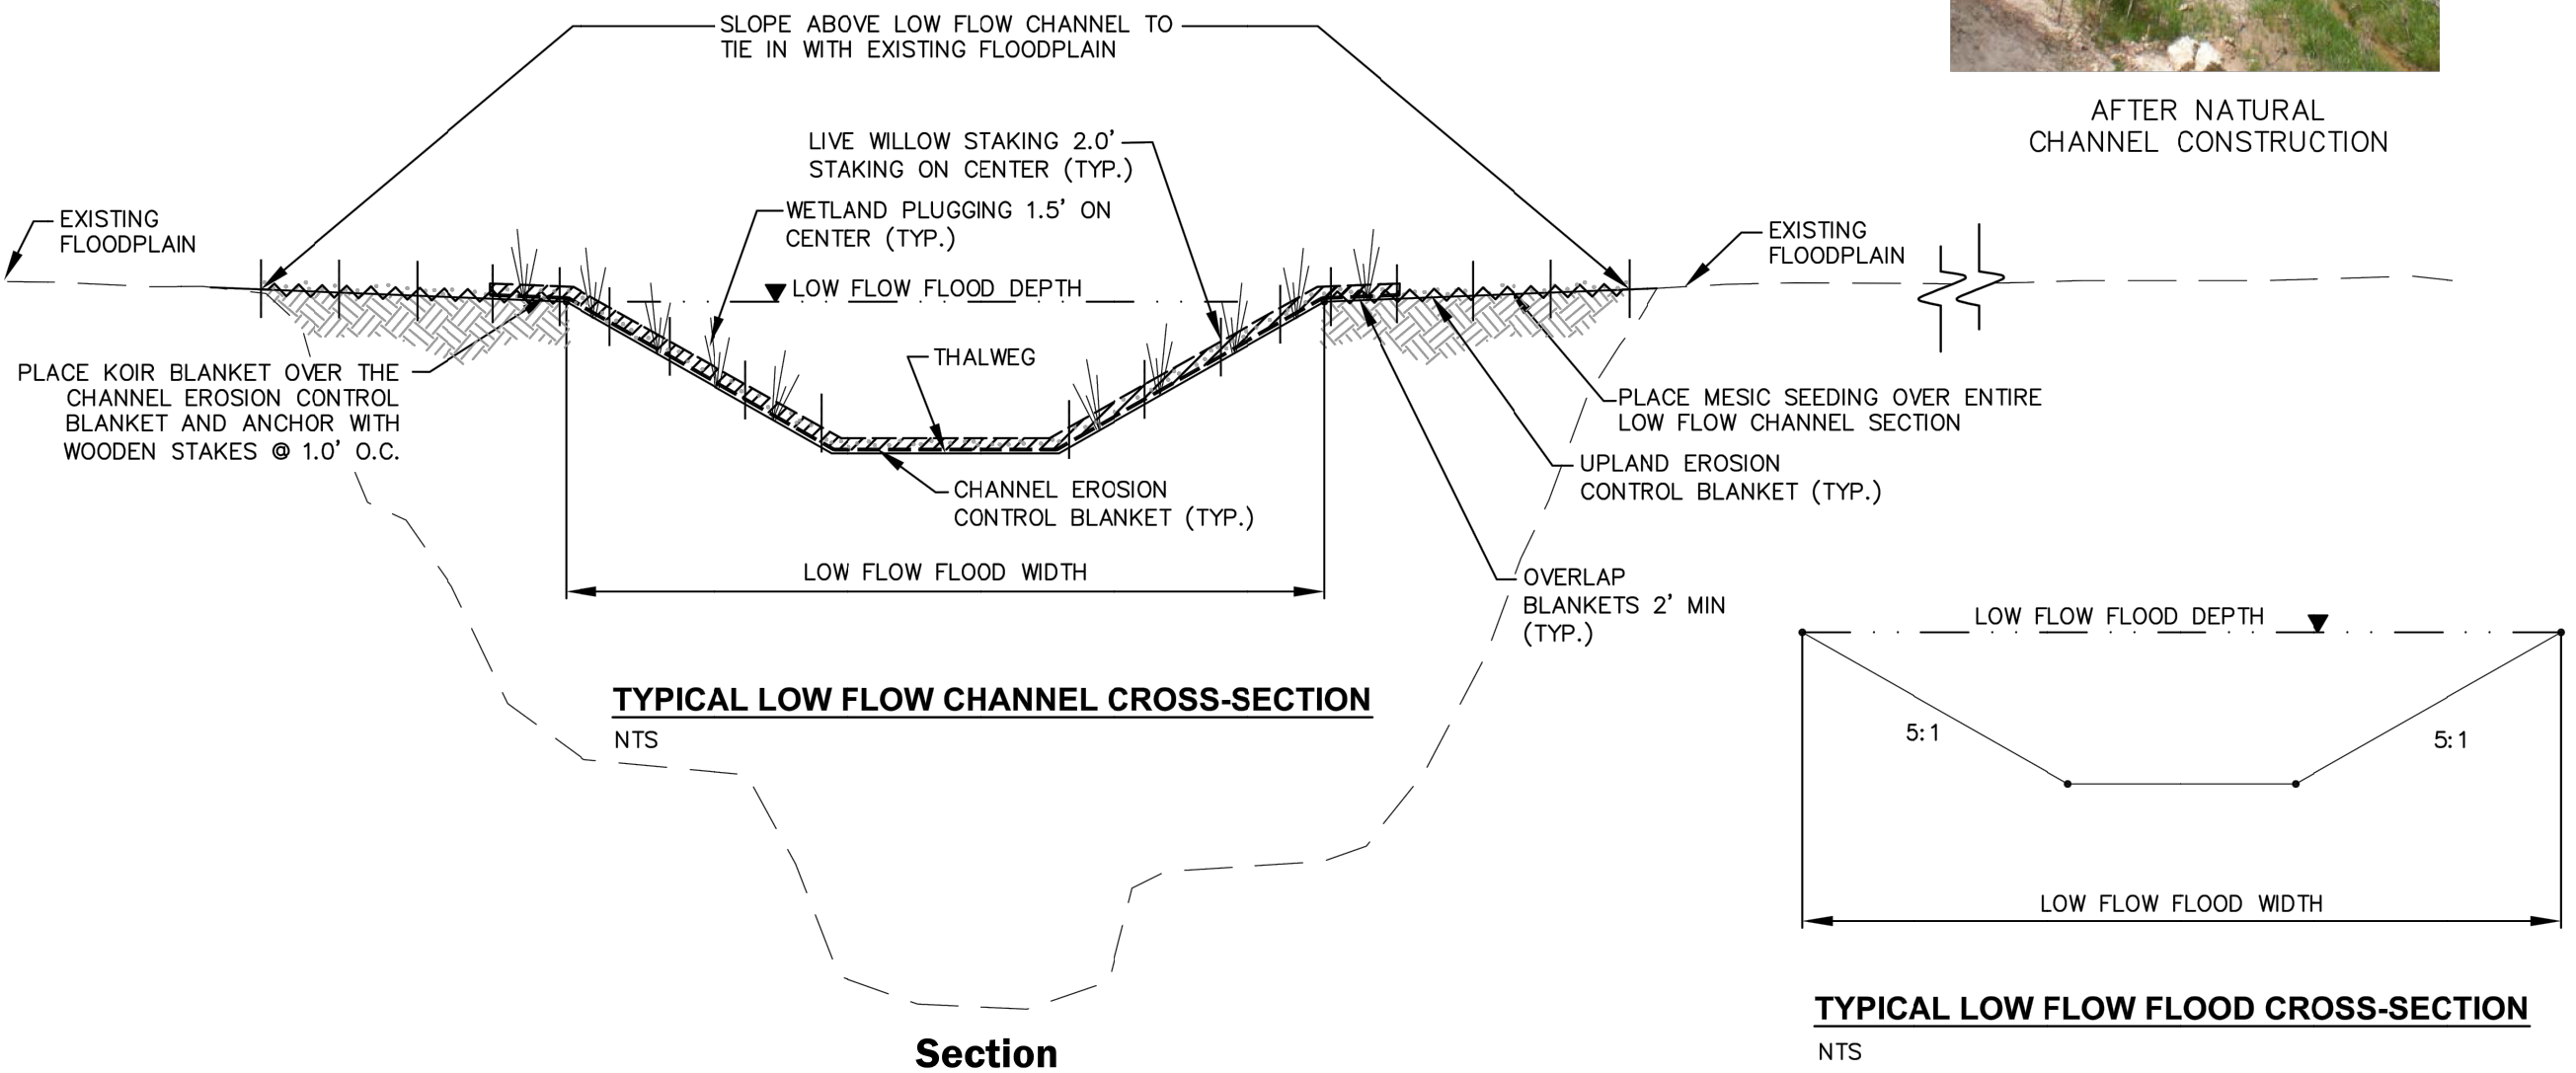 SLOPE ABOVE LOW FLOW CHANNEL TO
TIE IN WITH EXISTING FLOODPLAIN
AFTER NATURAL
CHANNEL CONSTRUCTION
LIVE WILLOW STAKING 2.0'
STAKING ON CENTER (TYP.)
WETLAND PLUGGING 1.5' ON
CENTER (TYP.)
EXISTING
FLOODPLAIN
EXISTING
FLOODPLAIN
LOW FLOW FLOOD DEPTH
THALWEG
PLACE KOIR BLANKET OVER THE
CHANNEL EROSION CONTROL
BLANKET AND ANCHOR WITH
WOODEN STAKES @ 1.0' O.C.
PLACE MESIC SEEDING OVER ENTIRE
LOW FLOW CHANNEL SECTION
UPLAND EROSION
CONTROL BLANKET (TYP.)
CHANNEL EROSION
CONTROL BLANKET (TYP.)
LOW FLOW FLOOD WIDTH
OVERLAP
BLANKETS 2' MIN
(TYP.)
TYPICAL LOW FLOW CHANNEL CROSS-SECTION
NTS
LOW FLOW FLOOD DEPTH
5:1
5:1
LOW FLOW FLOOD WIDTH
TYPICAL LOW FLOW FLOOD CROSS-SECTION
NTS
Section